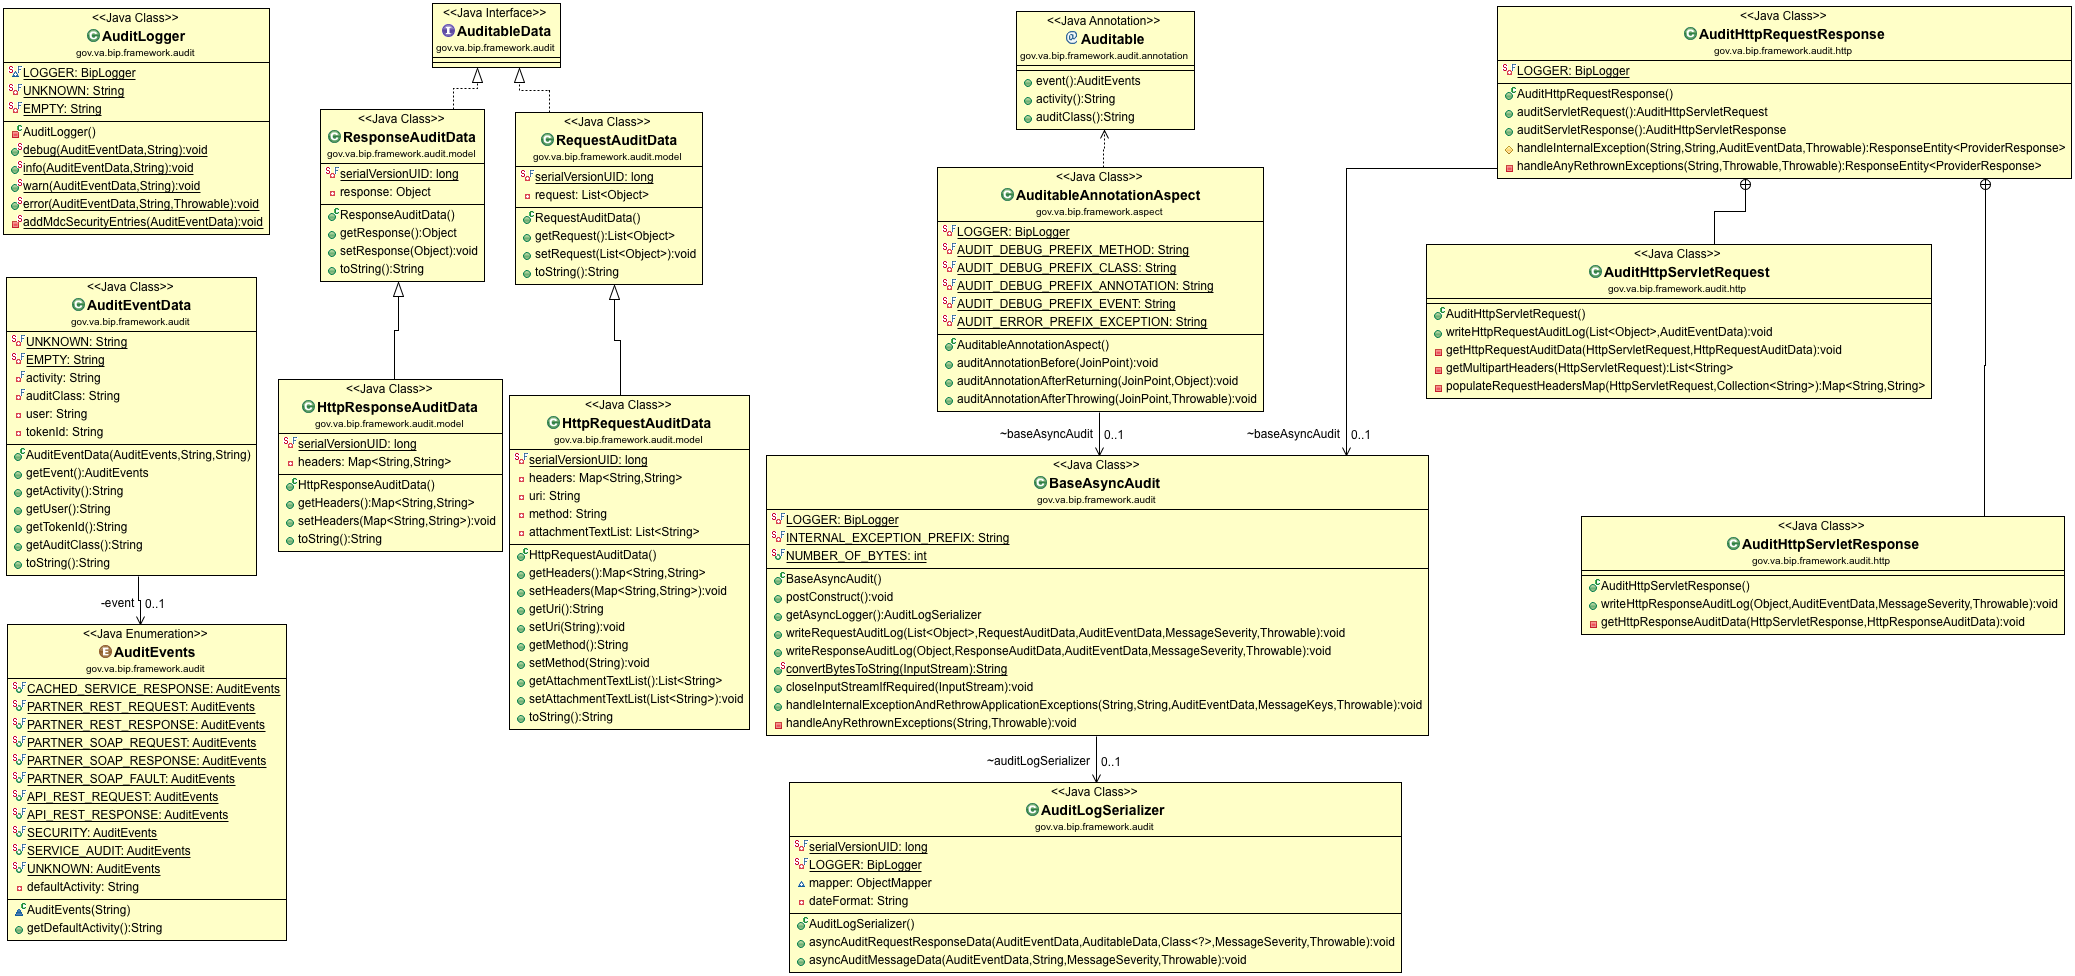 <<Java Class>>
AuditLogger
gov.va.bip.framework.audit
LOGGER: BipLogger
UNKNOWN: String
EMPTY: String
AuditLogger()
debug(AuditEventData,String):void
info(AuditEventData,String):void
warn(AuditEventData,String):void
error(AuditEventData,String,Throwable):void
addMdcSecurityEntries(AuditEventData):void
<<Java Interface>>
AuditableData
gov.va.bip.framework.audit
<<Java Class>>
ResponseAuditData
gov.va.bip.framework.audit.model
serialVersionUID: long
response: Object
ResponseAuditData()
getResponse():Object
setResponse(Object):void
toString():String
<<Java Class>>
RequestAuditData
gov.va.bip.framework.audit.model
serialVersionUID: long
request: List<Object>
RequestAuditData()
getRequest():List<Object>
setRequest(List<Object>):void
toString():String
<<Java Annotation>>
Auditable
gov.va.bip.framework.audit.annotation
event():AuditEvents
activity():String
auditClass():String
<<Java Class>>
AuditHttpRequestResponse
gov.va.bip.framework.audit.http
LOGGER: BipLogger
AuditHttpRequestResponse()
auditServletRequest():AuditHttpServletRequest
auditServletResponse():AuditHttpServletResponse
handleInternalException(String,String,AuditEventData,Throwable):ResponseEntity<ProviderResponse>
handleAnyRethrownExceptions(String,Throwable,Throwable):ResponseEntity<ProviderResponse>
<<Java Class>>
AuditableAnnotationAspect
gov.va.bip.framework.aspect
LOGGER: BipLogger
AUDIT_DEBUG_PREFIX_METHOD: String
AUDIT_DEBUG_PREFIX_CLASS: String
AUDIT_DEBUG_PREFIX_ANNOTATION: String
AUDIT_DEBUG_PREFIX_EVENT: String
AUDIT_ERROR_PREFIX_EXCEPTION: String
AuditableAnnotationAspect()
auditAnnotationBefore(JoinPoint):void
auditAnnotationAfterReturning(JoinPoint,Object):void
auditAnnotationAfterThrowing(JoinPoint,Throwable):void
<<Java Class>>
AuditHttpServletRequest
gov.va.bip.framework.audit.http
AuditHttpServletRequest()
writeHttpRequestAuditLog(List<Object>,AuditEventData):void
getHttpRequestAuditData(HttpServletRequest,HttpRequestAuditData):void
getMultipartHeaders(HttpServletRequest):List<String>
populateRequestHeadersMap(HttpServletRequest,Collection<String>):Map<String,String>
<<Java Class>>
AuditEventData
gov.va.bip.framework.audit
UNKNOWN: String
EMPTY: String
activity: String
auditClass: String
user: String
tokenId: String
AuditEventData(AuditEvents,String,String)
getEvent():AuditEvents
getActivity():String
getUser():String
getTokenId():String
getAuditClass():String
toString():String
-event 0..1
<<Java Class>>
HttpResponseAuditData
gov.va.bip.framework.audit.model
serialVersionUID: long
headers: Map<String,String>
HttpResponseAuditData()
getHeaders():Map<String,String>
setHeaders(Map<String,String>):void
toString():String
<<Java Class>>
HttpRequestAuditData
gov.va.bip.framework.audit.model
serialVersionUID: long
headers: Map<String,String>
uri: String
method: String
attachmentTextList: List<String>
HttpRequestAuditData()
getHeaders():Map<String,String>
setHeaders(Map<String,String>):void
getUri():String
setUri(String):void
getMethod():String
setMethod(String):void
getAttachmentTextList():List<String>
setAttachmentTextList(List<String>):void
toString():String
~baseAsyncAudit 0..1
~baseAsyncAudit 0..1
<<Java Class>>
BaseAsyncAudit
gov.va.bip.framework.audit
LOGGER: BipLogger
INTERNAL_EXCEPTION_PREFIX: String
NUMBER_OF_BYTES: int
BaseAsyncAudit()
postConstruct():void
getAsyncLogger():AuditLogSerializer
writeRequestAuditLog(List<Object>,RequestAuditData,AuditEventData,MessageSeverity,Throwable):void
writeResponseAuditLog(Object,ResponseAuditData,AuditEventData,MessageSeverity,Throwable):void
convertBytesToString(InputStream):String
closeInputStreamIfRequired(InputStream):void
handleInternalExceptionAndRethrowApplicationExceptions(String,String,AuditEventData,MessageKeys,Throwable):void
handleAnyRethrownExceptions(String,Throwable):void
<<Java Class>>
AuditHttpServletResponse
gov.va.bip.framework.audit.http
AuditHttpServletResponse()
writeHttpResponseAuditLog(Object,AuditEventData,MessageSeverity,Throwable):void
getHttpResponseAuditData(HttpServletResponse,HttpResponseAuditData):void
<<Java Enumeration>>
AuditEvents
gov.va.bip.framework.audit
CACHED_SERVICE_RESPONSE: AuditEvents
PARTNER_REST_REQUEST: AuditEvents
PARTNER_REST_RESPONSE: AuditEvents
PARTNER_SOAP_REQUEST: AuditEvents
PARTNER_SOAP_RESPONSE: AuditEvents
PARTNER_SOAP_FAULT: AuditEvents
API_REST_REQUEST: AuditEvents
API_REST_RESPONSE: AuditEvents
SECURITY: AuditEvents
SERVICE_AUDIT: AuditEvents
UNKNOWN: AuditEvents
defaultActivity: String
AuditEvents(String)
getDefaultActivity():String
~auditLogSerializer 0..1
<<Java Class>>
AuditLogSerializer
gov.va.bip.framework.audit
serialVersionUID: long
LOGGER: BipLogger
mapper: ObjectMapper
dateFormat: String
AuditLogSerializer()
asyncAuditRequestResponseData(AuditEventData,AuditableData,Class<?>,MessageSeverity,Throwable):void
asyncAuditMessageData(AuditEventData,String,MessageSeverity,Throwable):void